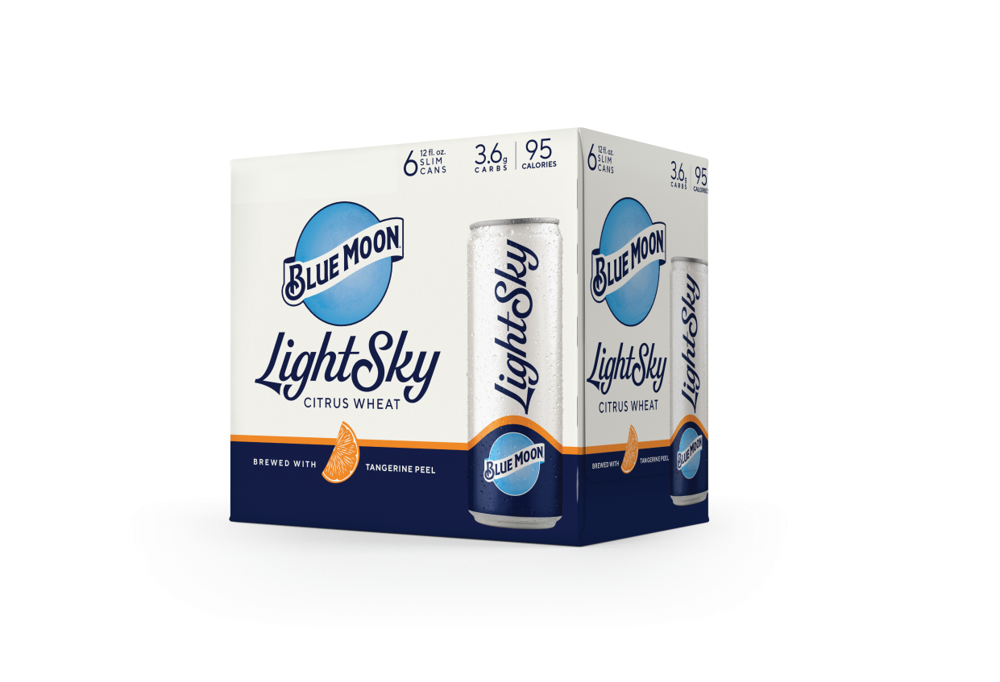 6 12 fl. oz. SLIM CANS
3.6g CARBS
95 CALORIES
BLUE MOON
LightSky
CITRUS WHEAT
BREWED WITH
TANGERINE PEEL
LightSky
BLUE MOON
6 12 fl. oz. SLIM CANS
3.6g CARBS
95 CALORIES
BLUE MOON
LightSky
CITRUS WHEAT
BREWED WITH
TANGERINE PEEL
LightSky
BLUE MOON